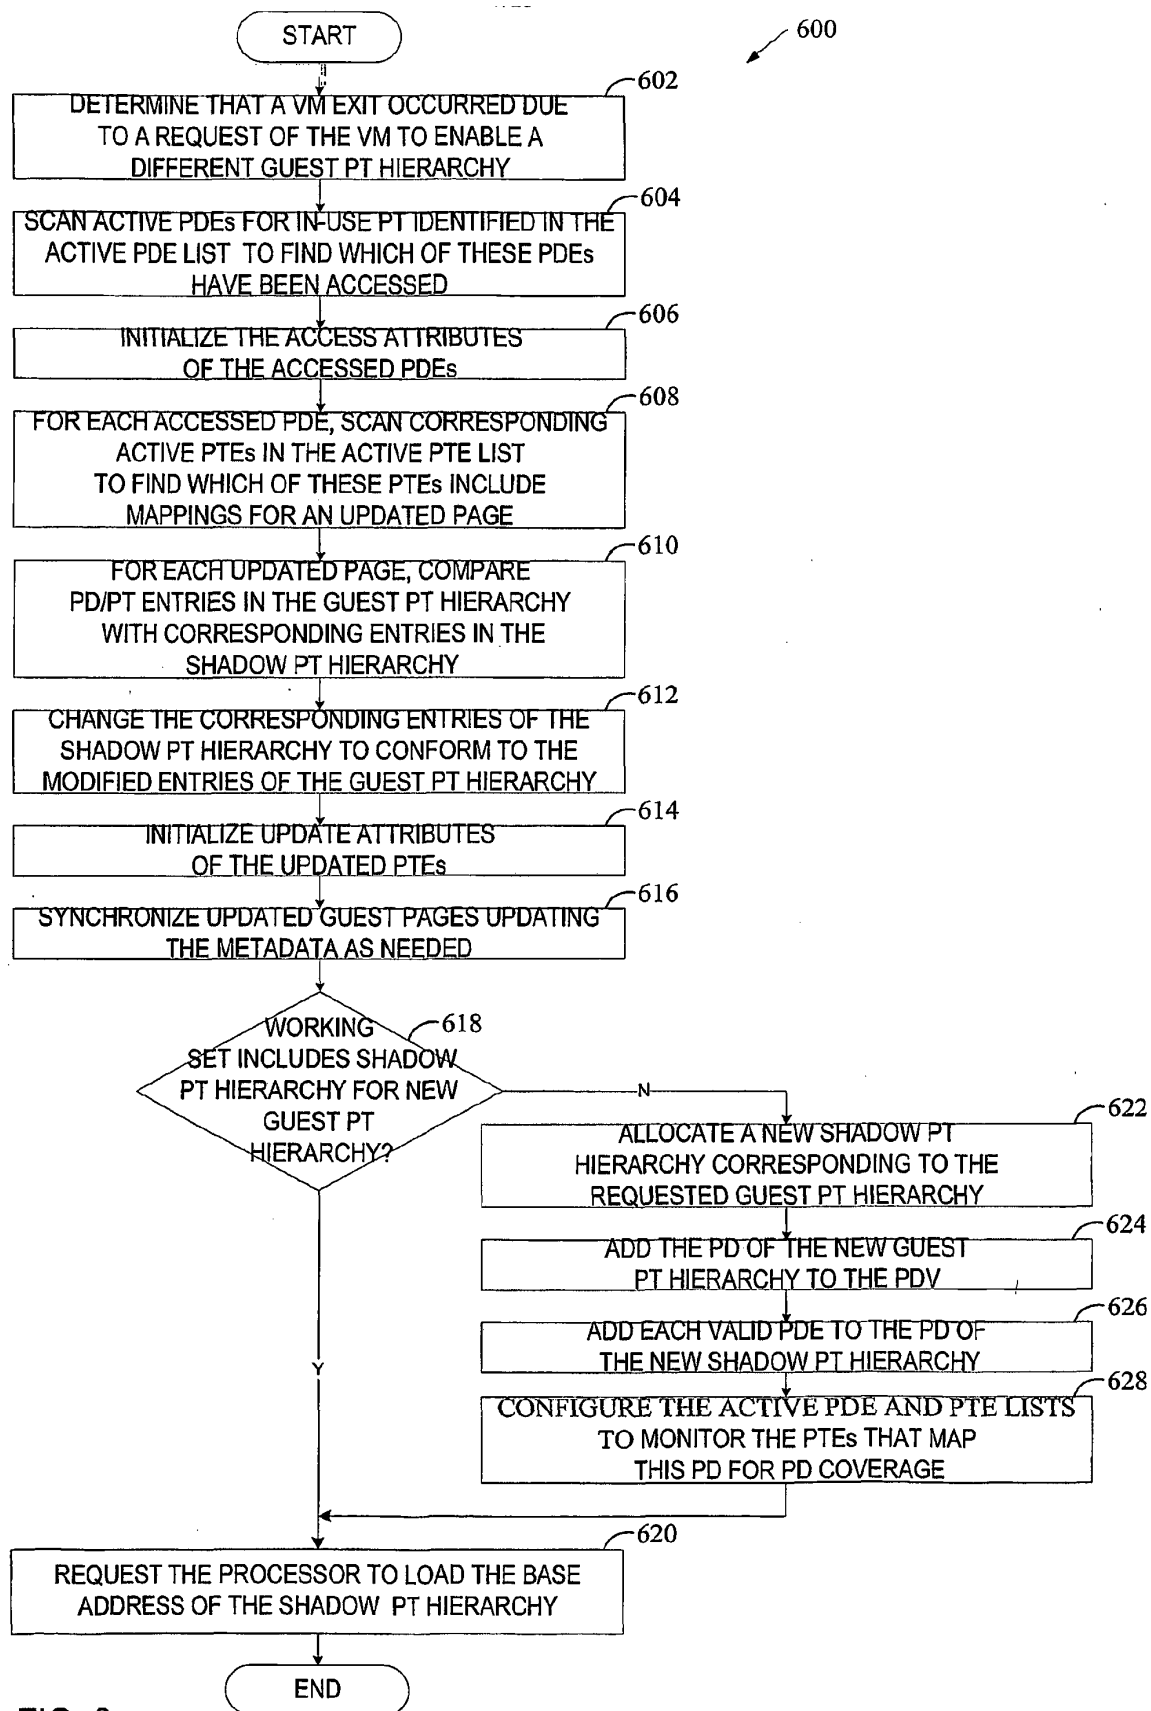 START
600
602
DETERMINE THAT A VM EXIT OCCURRED DUE
TO A REQUEST OF THE VM TO ENABLE A
DIFFERENT GUEST PT HIERARCHY
604
SCAN ACTIVE PDEs FOR IN-USE PT IDENTIFIED IN THE
ACTIVE PDE LIST TO FIND WHICH OF THESE PDEs
HAVE BEEN ACCESSED
606
INITIALIZE THE ACCESS ATTRIBUTES
OF THE ACCESSED PDEs
608
FOR EACH ACCESSED PDE, SCAN CORRESPONDING
ACTIVE PTEs IN THE ACTIVE PTE LIST
TO FIND WHICH OF THESE PTEs INCLUDE
MAPPINGS FOR AN UPDATED PAGE
610
FOR EACH UPDATED PAGE, COMPARE
PD/PT ENTRIES IN THE GUEST PT HIERARCHY
WITH CORRESPONDING ENTRIES IN THE
SHADOW PT HIERARCHY
612
CHANGE THE CORRESPONDING ENTRIES OF THE
SHADOW PT HIERARCHY TO CONFORM TO THE
MODIFIED ENTRIES OF THE GUEST PT HIERARCHY
614
INITIALIZE UPDATE ATTRIBUTES
OF THE UPDATED PTEs
616
SYNCHRONIZE UPDATED GUEST PAGES UPDATING
THE METADATA AS NEEDED
618
WORKING
SET INCLUDES SHADOW
PT HIERARCHY FOR NEW
GUEST PT
HIERARCHY?
N
622
ALLOCATE A NEW SHADOW PT
HIERARCHY CORRESPONDING TO THE
REQUESTED GUEST PT HIERARCHY
624
ADD THE PD OF THE NEW GUEST
PT HIERARCHY TO THE PDV
626
ADD EACH VALID PDE TO THE PD OF
THE NEW SHADOW PT HIERARCHY
Y
628
CONFIGURE THE ACTIVE PDE AND PTE LISTS
TO MONITOR THE PTEs THAT MAP
THIS PD FOR PD COVERAGE
620
REQUEST THE PROCESSOR TO LOAD THE BASE
ADDRESS OF THE SHADOW PT HIERARCHY
END